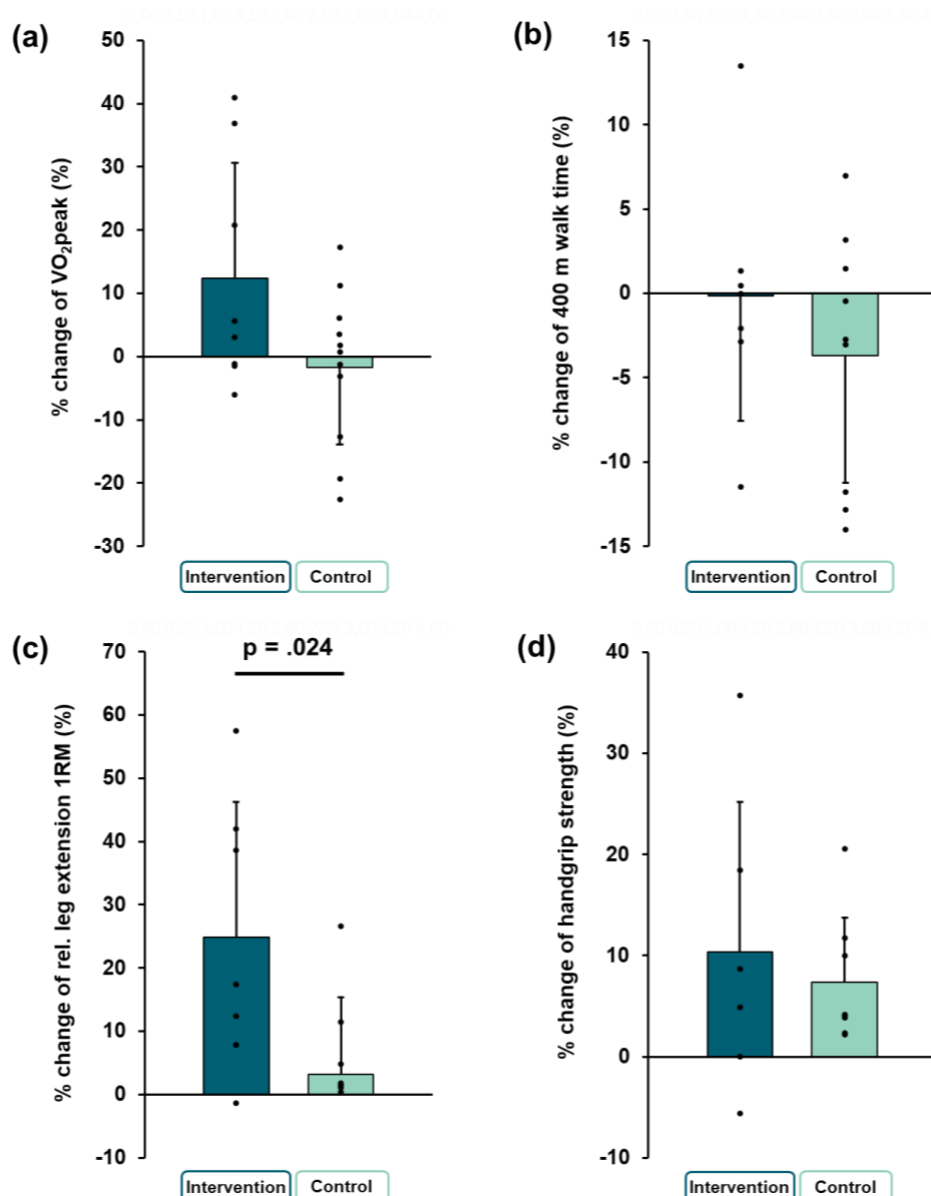 (a)
% change of VO₂peak (%)
50
40
30
20
10
0
-10
-20
-30
Intervention Control
(b)
% change of 400 m walk time (%)
15
10
5
0
-5
-10
-15
Intervention Control
(c)
% change of rel. leg extension 1RM (%)
70
60
50
40
30
20
10
0
-10
p = .024
Intervention Control
(d)
% change of handgrip strength (%)
40
30
20
10
0
-10
Intervention Control